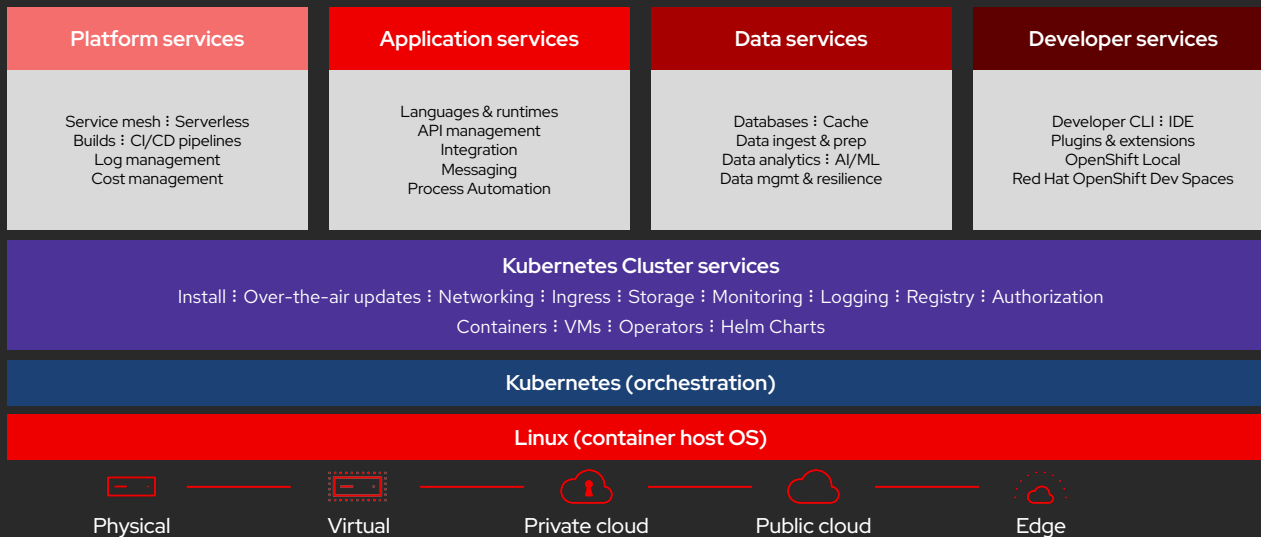 Platform services
Service mesh ⋮ Serverless
Builds ⋮ CI/CD pipelines
Log management
Cost management
Application services
Languages & runtimes
API management
Integration
Messaging
Process Automation
Data services
Databases ⋮ Cache
Data ingest & prep
Data analytics ⋮ AI/ML
Data mgmt & resilience
Developer services
Developer CLI ⋮ IDE
Plugins & extensions
OpenShift Local
Red Hat OpenShift Dev Spaces
Kubernetes Cluster services
Install ⋮ Over-the-air updates ⋮ Networking ⋮ Ingress ⋮ Storage ⋮ Monitoring ⋮ Logging ⋮ Registry ⋮ Authorization
Containers ⋮ VMs ⋮ Operators ⋮ Helm Charts
Kubernetes (orchestration)
Linux (container host OS)
Physical
Virtual
Private cloud
Public cloud
Edge